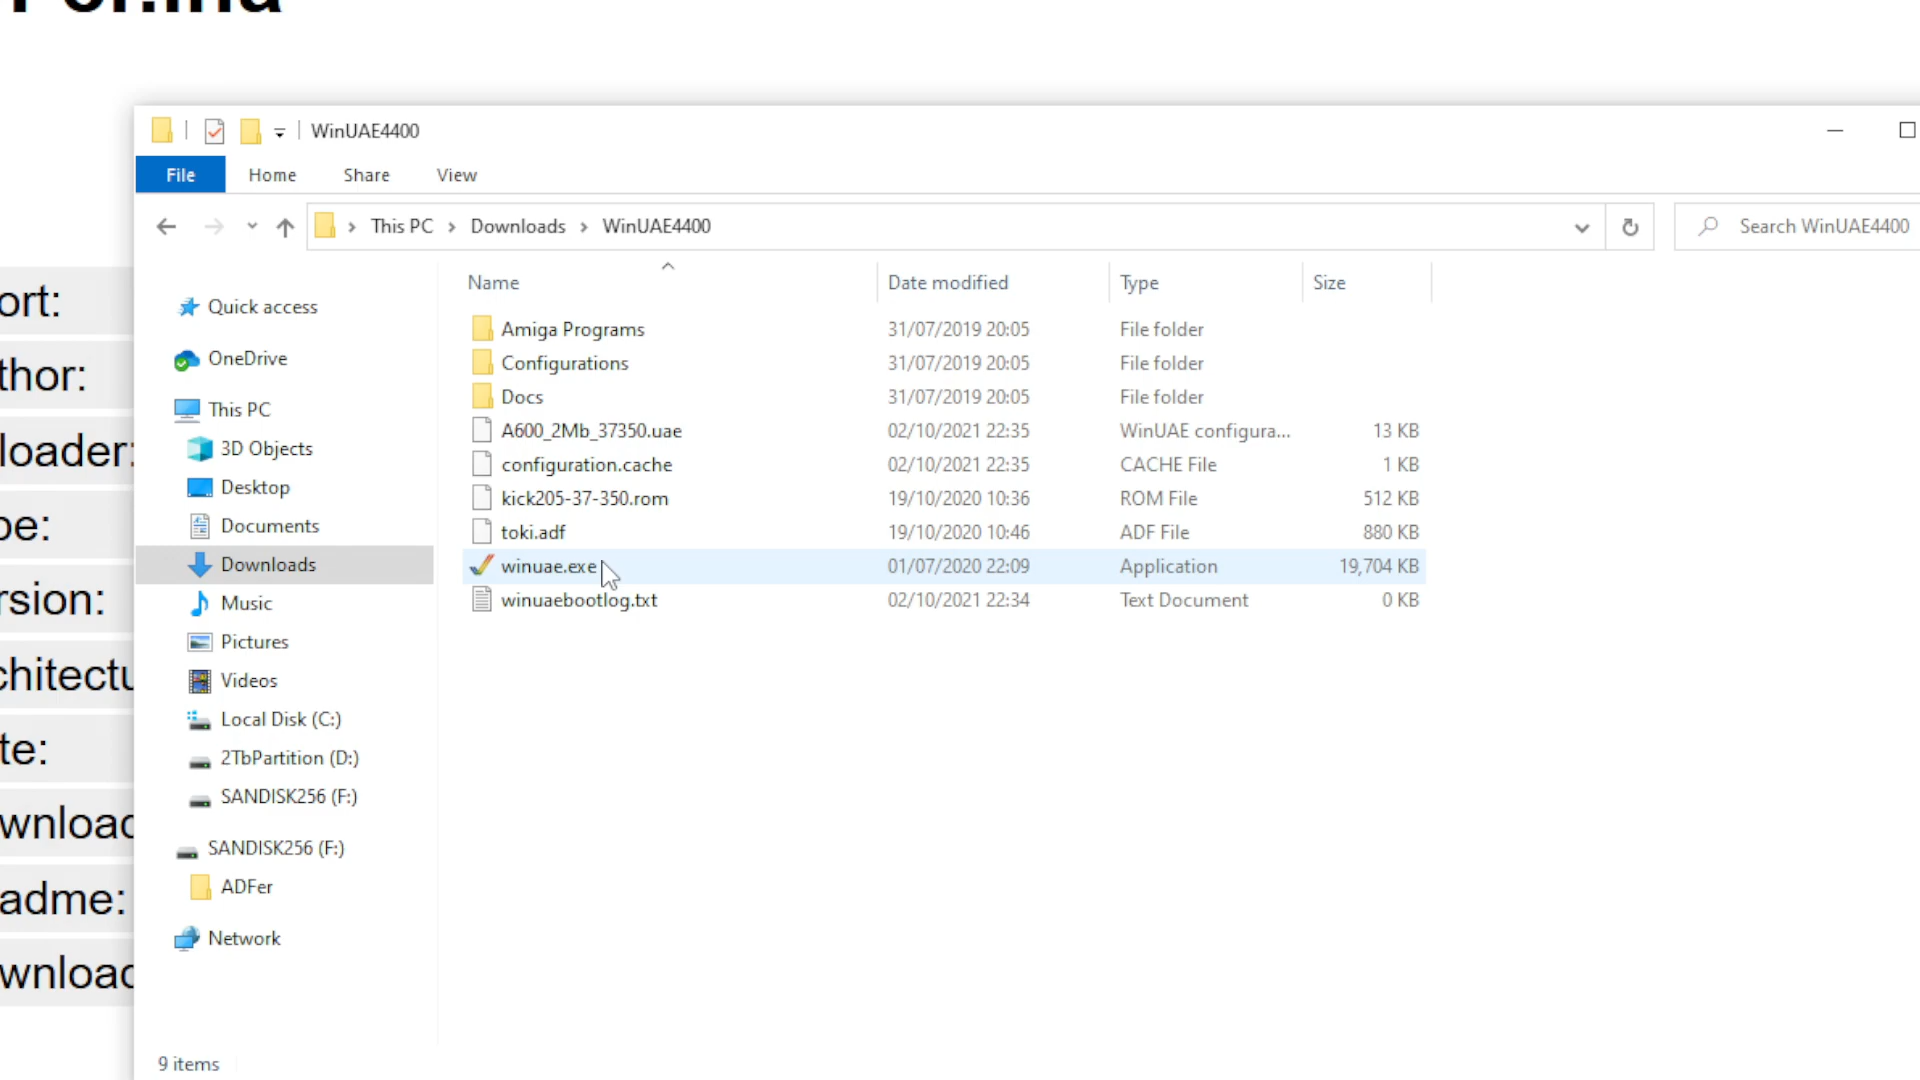 WinUAE4400
File Home Share View
This PC Downloads WinUAE4400 Search WinUAE4400
Name Date modified Type Size
Quick access
OneDrive
This PC
3D Objects
Desktop
Documents
Downloads
Music
Pictures
Videos
Local Disk (C:)
2TbPartition (D:)
SANDISK256 (F:)
SANDISK256 (F:)
ADFer
Network
Amiga Programs 31/07/2019 20:05 File folder
Configurations 31/07/2019 20:05 File folder
Docs 31/07/2019 20:05 File folder
A600_2Mb_37350.uae 02/10/2021 22:35 WinUAE configura... 13 KB
configuration.cache 02/10/2021 22:35 CACHE File 1 KB
kick205-37-350.rom 19/10/2020 10:36 ROM File 512 KB
toki.adf 19/10/2020 10:46 ADF File 880 KB
winuae.exe 01/07/2020 22:09 Application 19,704 KB
winuaebootlog.txt 02/10/2021 22:34 Text Document 0 KB
9 items
ort:
thor:
loader:
pe:
rsion:
chitectu
te:
wnload
adme:
wnload